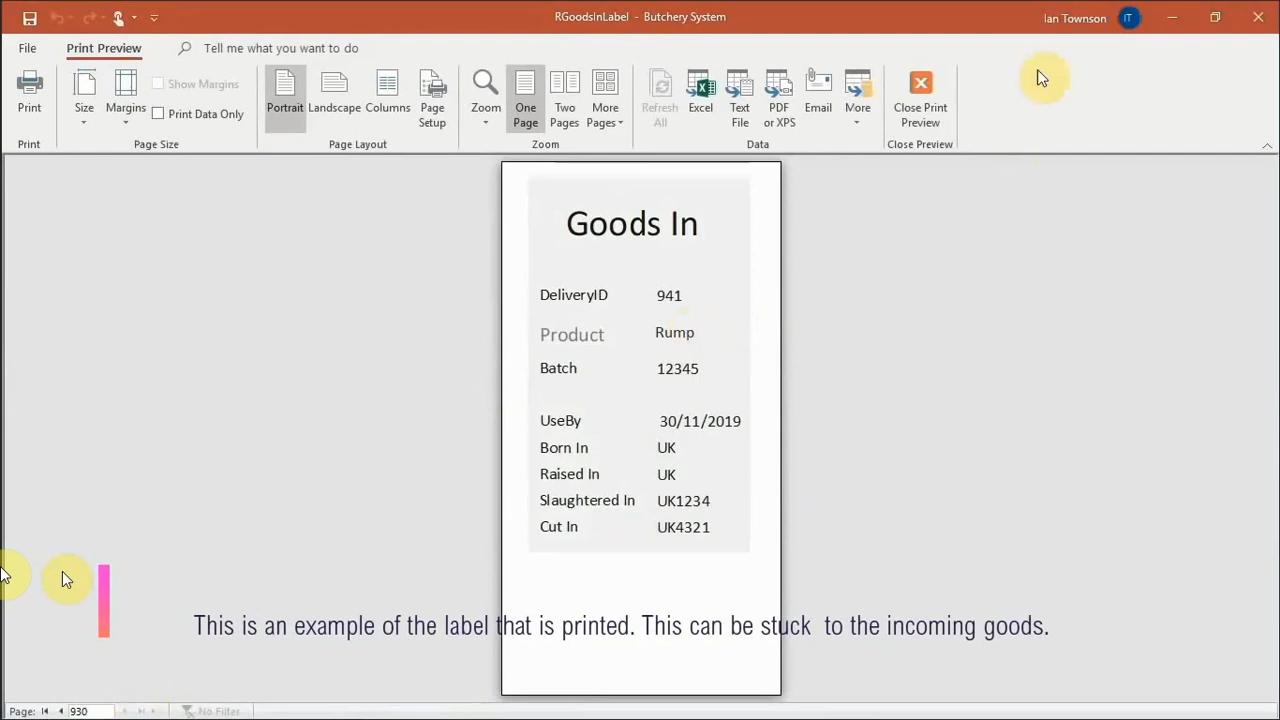 RGoodsInLabel - Butchery System
Ian Townson IT
File Print Preview Tell me what you want to do
Print
Size
Margins
Show Margins
Print Data Only
Portrait
Landscape
Columns
Page
Setup
Zoom
One
Page
Two
Pages
More
Pages
Refresh
All
Excel
Text
File
PDF
or XPS
Email
More
Close Print
Preview
Print Page Size Page Layout Zoom Data Close Preview
Goods In
DeliveryID 941
Product Rump
Batch 12345
UseBy 30/11/2019
Born In UK
Raised In UK
Slaughtered In UK1234
Cut In UK4321
This is an example of the label that is printed. This can be stuck to the incoming goods.
Page: 930 No Filter